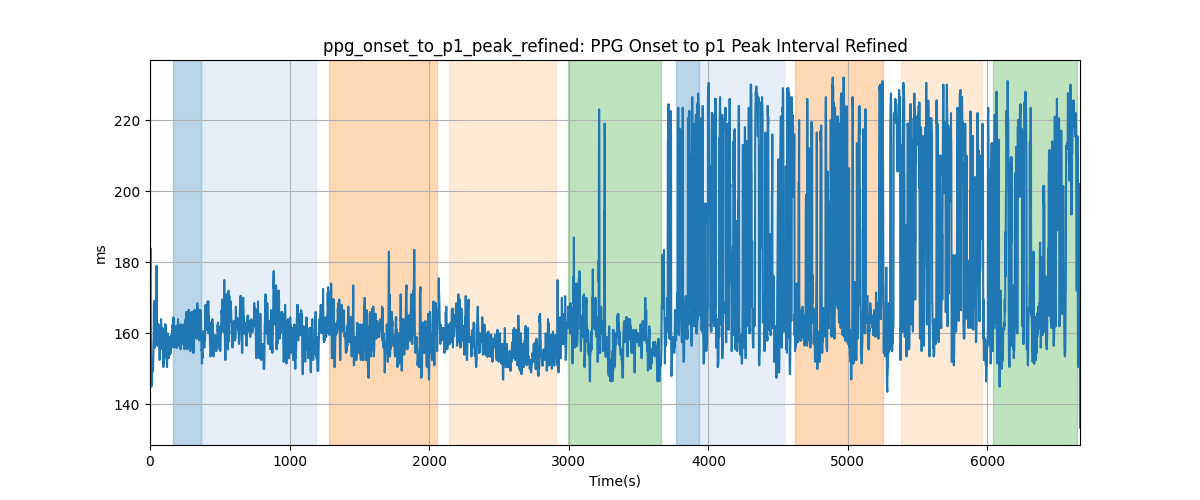 ppg_onset_to_p1_peak_refined: PPG Onset to p1 Peak Interval Refined
220
200
180
160
140
ms
0 1000 2000 3000 4000 5000 6000
Time(s)